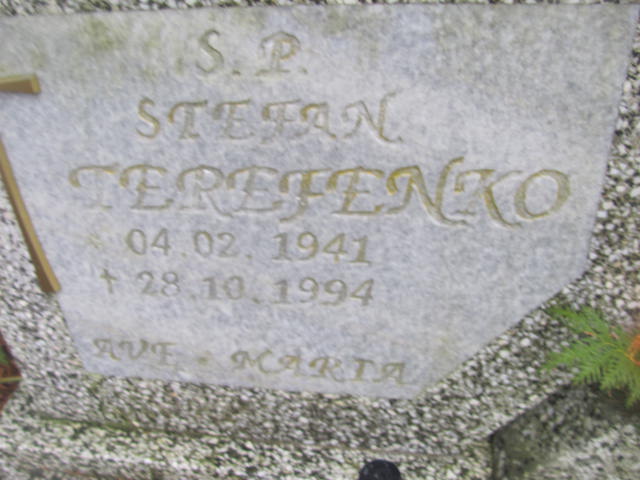 Ś.P.
STEFAN
TEREFENKO
* 04.02.1941
† 28.10.1994
AVE - MARIA